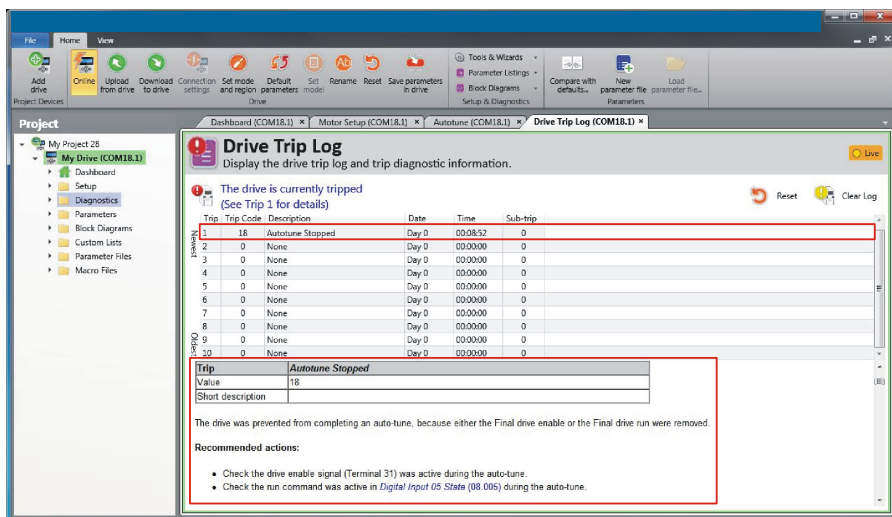 File Home View
Add drive
Online
Upload from drive
Download to drive
Connection settings
Set mode and region
Default parameters
Set model
Rename
Reset
Save parameters in drive
Tools & Wizards
Parameter Listings
Block Diagrams
Compare with defaults...
New parameter file
Load parameter file...
Project Devices
Drive
Setup & Diagnostics
Parameters
Project
My Project 28
My Drive (COM18.1)
Dashboard
Setup
Diagnostics
Parameters
Block Diagrams
Custom Lists
Parameter Files
Macro Files
Dashboard (COM18.1) Motor Setup (COM18.1) Autotune (COM18.1) Drive Trip Log (COM18.1)
Drive Trip Log
Display the drive trip log and trip diagnostic information.
Live
The drive is currently tripped
(See Trip 1 for details)
Reset
Clear Log
Trip Trip Code Description Date Time Sub-trip
Newest
1 18 Autotune Stopped Day 0 00:08:52 0
2 0 None Day 0 00:00:00 0
3 0 None Day 0 00:00:00 0
4 0 None Day 0 00:00:00 0
5 0 None Day 0 00:00:00 0
6 0 None Day 0 00:00:00 0
7 0 None Day 0 00:00:00 0
8 0 None Day 0 00:00:00 0
9 0 None Day 0 00:00:00 0
10 0 None Day 0 00:00:00 0
Oldest
Trip Autotune Stopped
Value 18
Short description
The drive was prevented from completing an auto-tune, because either the Final drive enable or the Final drive run were removed.
Recommended actions:
• Check the drive enable signal (Terminal 31) was active during the auto-tune.
• Check the run command was active in Digital Input 05 State (08.005) during the auto-tune.